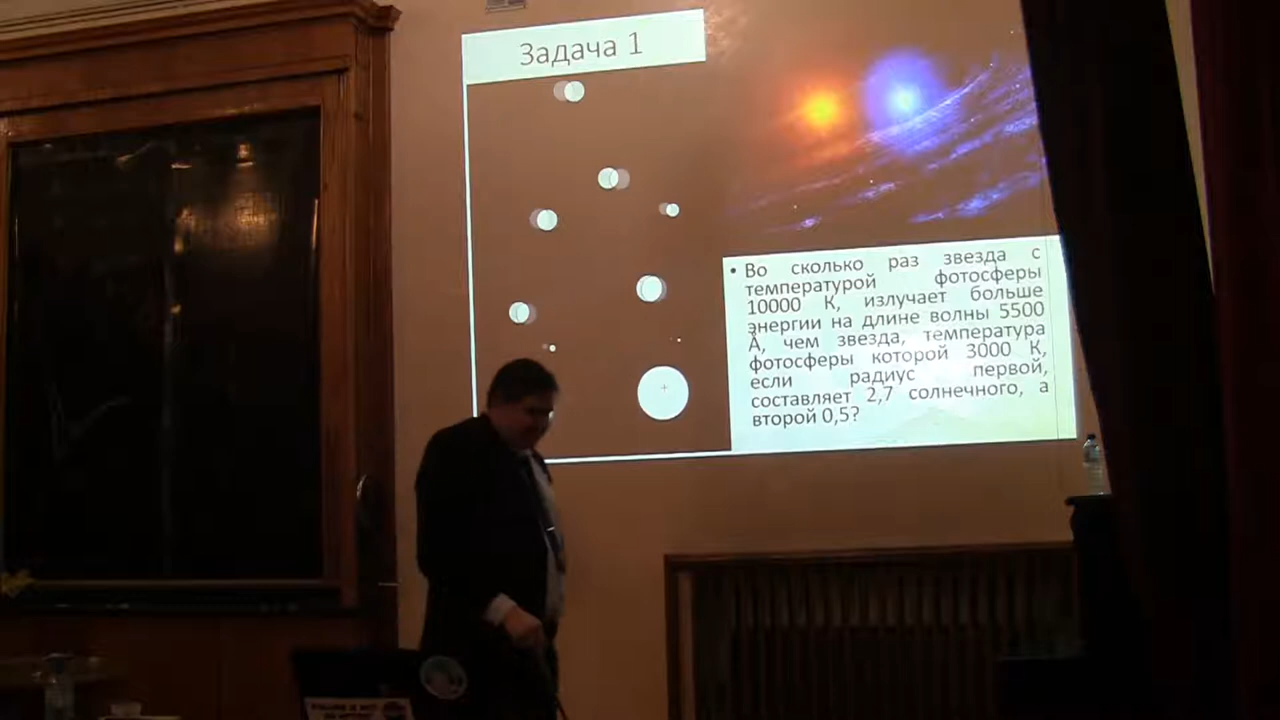 Задача 1
• Во сколько раз звезда с
температурой фотосферы
10000 К, излучает больше
энергии на длине волны 5500
Å, чем звезда, температура
фотосферы которой 3000 К,
если радиус первой,
составляет 2,7 солнечного, а
второй 0,5?